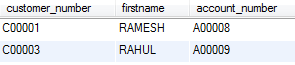 customer_number firstname account_number
C00001 RAMESH A00008
C00003 RAHUL A00009